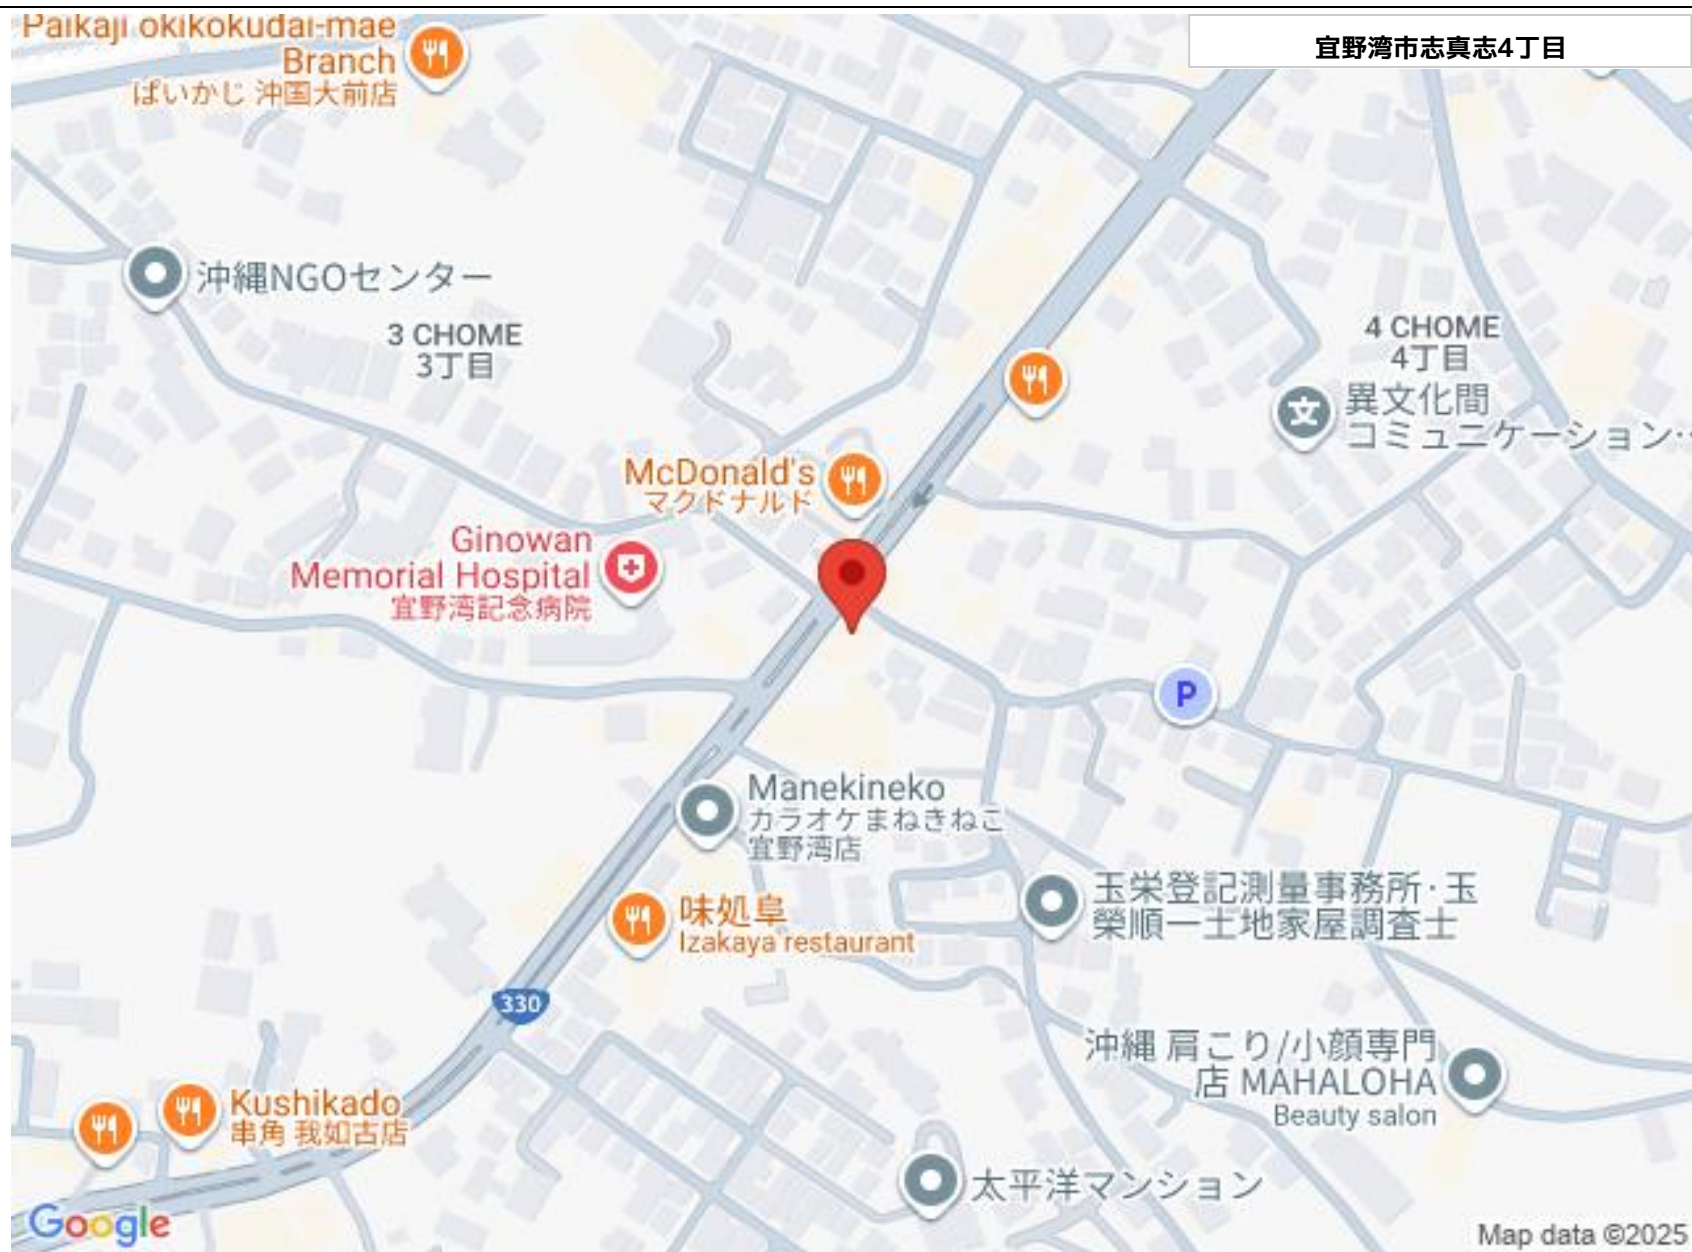 Paikaji okikokudai-mae
Branch
ぱいかじ 沖国大前店
宜野湾市志真志4丁目
沖縄NGOセンター
3 CHOME
3丁目
4 CHOME
4丁目
異文化間
コミュニケーション…
McDonald's
マクドナルド
Ginowan
Memorial Hospital
宜野湾記念病院
P
Manekineko
カラオケまねきねこ
宜野湾店
玉栄登記測量事務所·玉
榮順一土地家屋調査士
味処阜
Izakaya restaurant
330
沖縄 肩こり/小顔専門
店 MAHALOHA
Beauty salon
Kushikado
串角 我如古店
太平洋マンション
Google
Map data ©2025